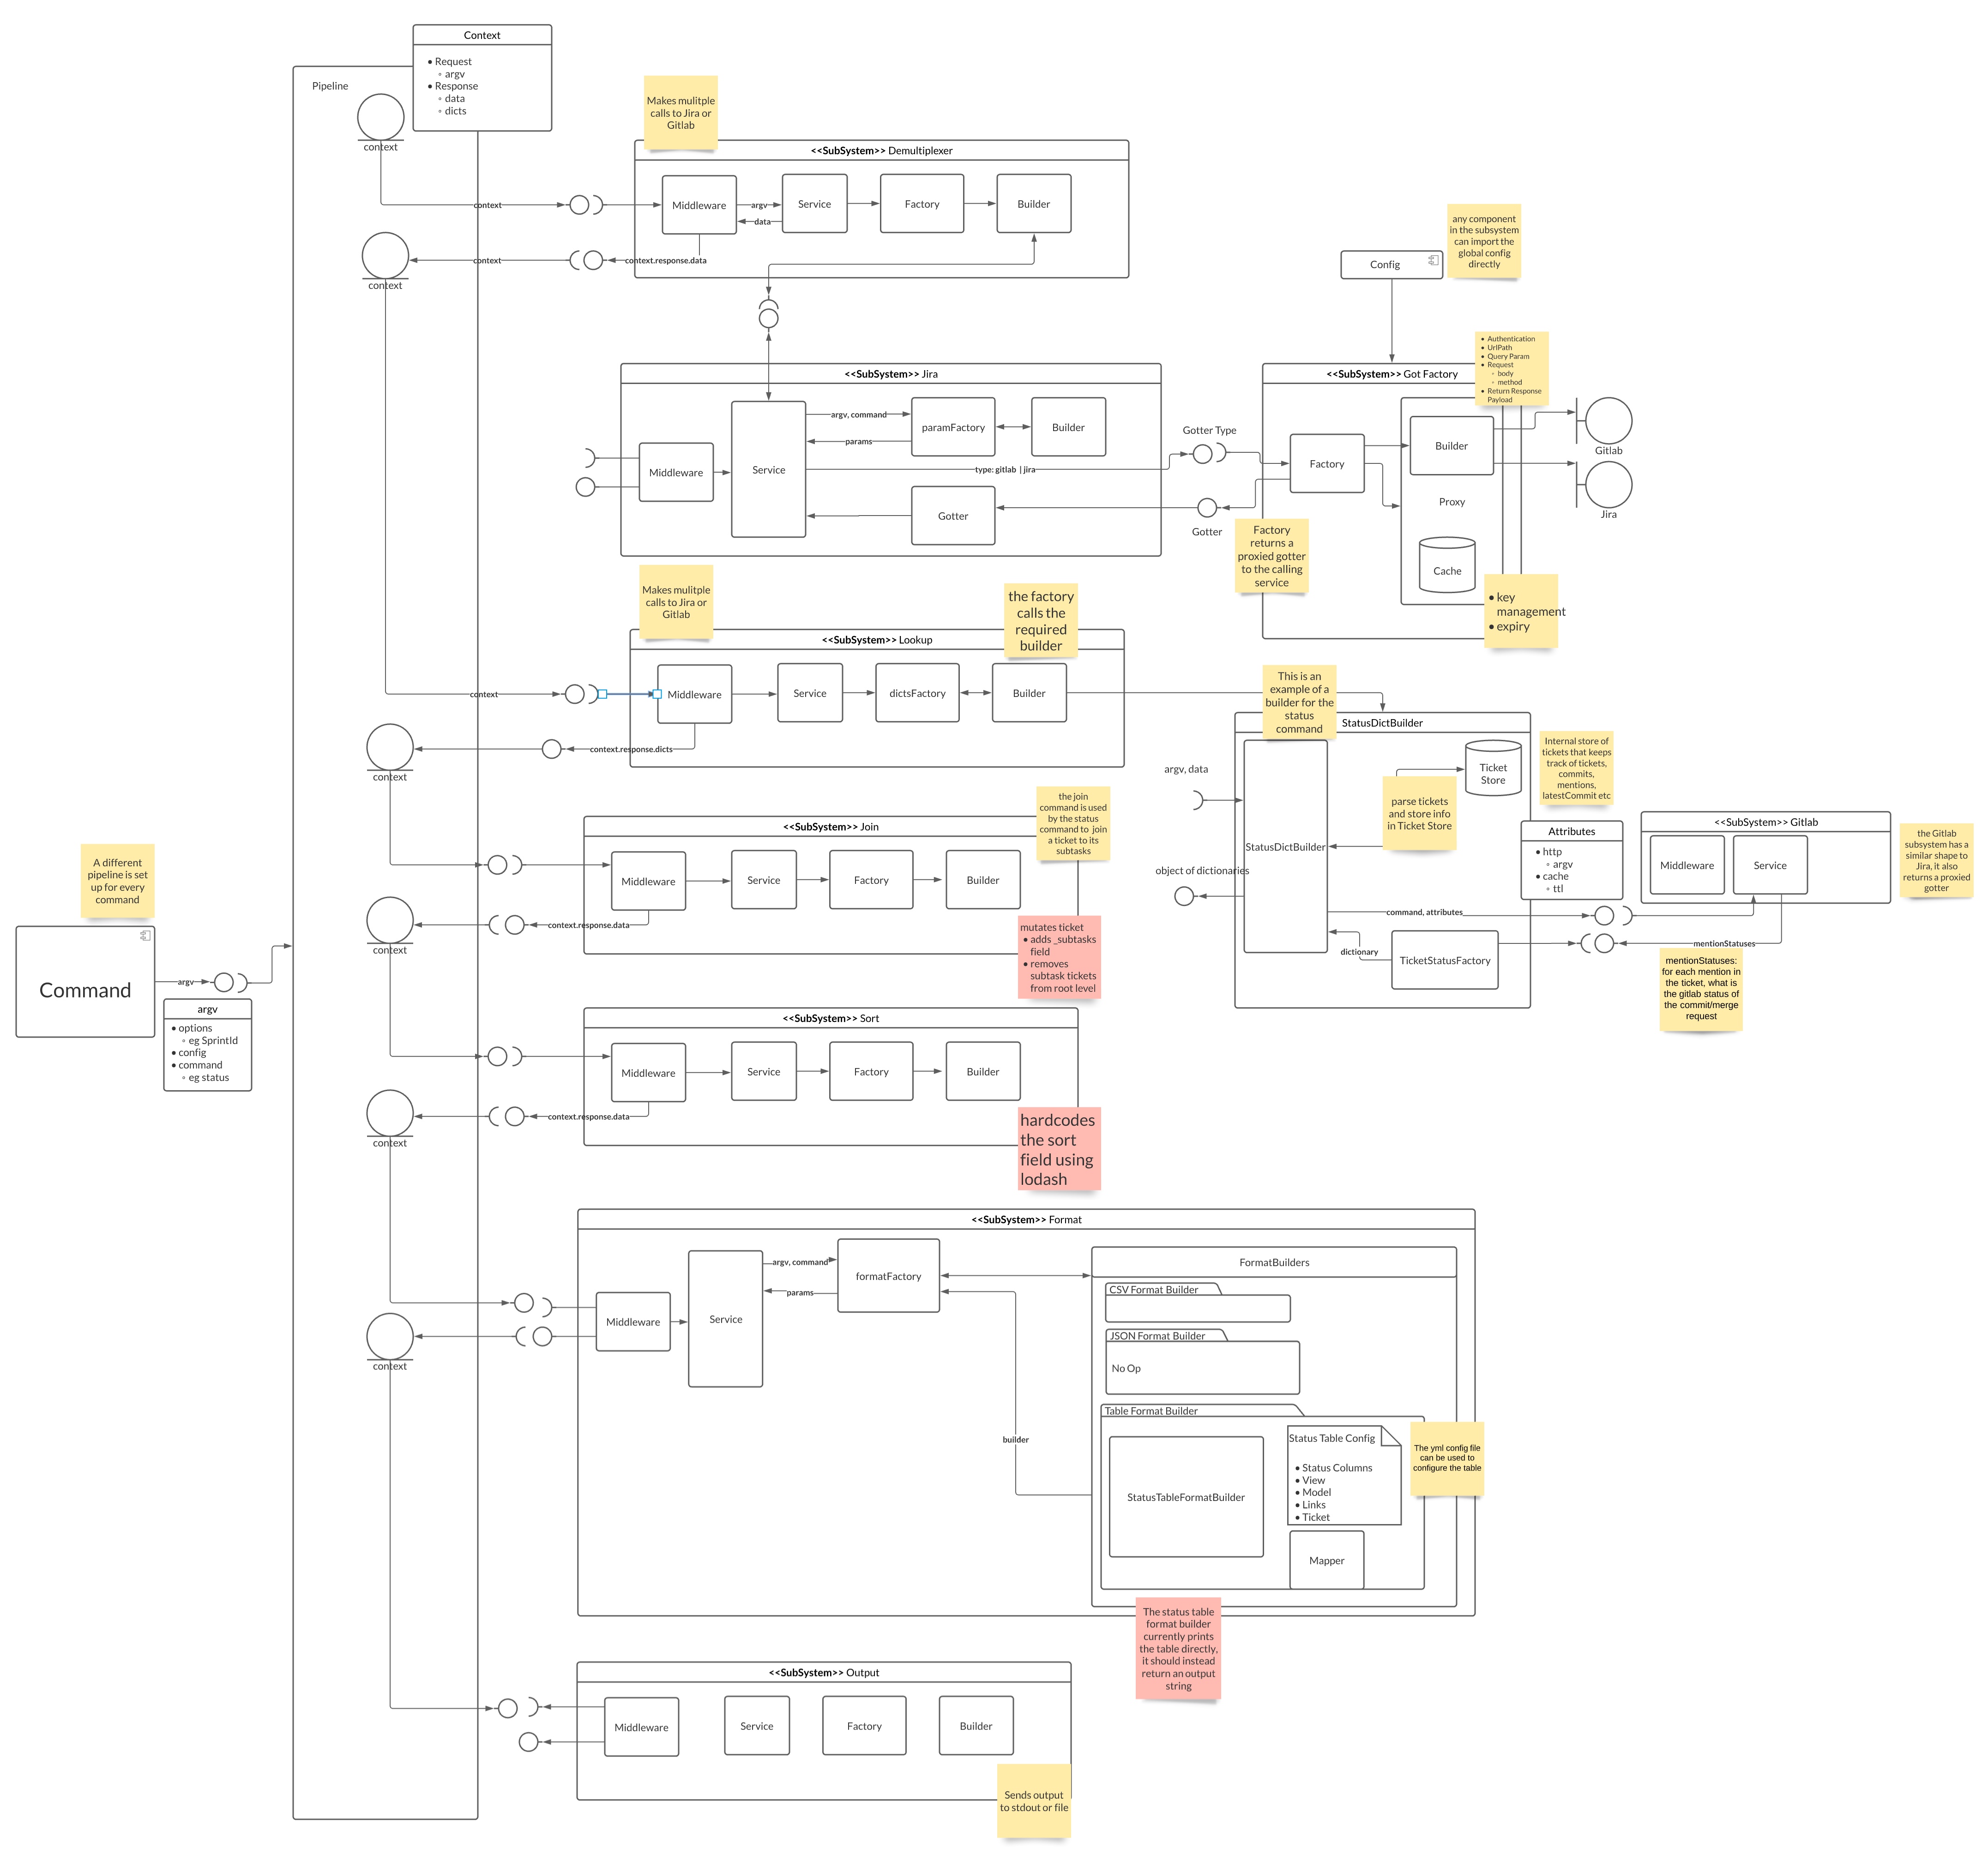 Context
• Request
◦ argv
• Response
◦ data
◦ dicts
Pipeline
context
Makes mulitple
calls to Jira or
Gitlab
<<SubSystem>> Demultiplexer
Middleware
argv
data
Service
Factory
Builder
context
context
context.response.data
context
any component
in the subsystem
can import the
global config
directly
Config
• Authentication
• UrlPath
• Query Param
• Request
◦ body
◦ method
• Return Response
Payload
<<SubSystem>> Jira
Middleware
Service
argv, command
params
paramFactory
Builder
type: gitlab | jira
Gotter
Gotter Type
Gotter
<<SubSystem>> Got Factory
Factory
Builder
Proxy
Cache
Gitlab
Jira
Factory
returns a
proxied gotter
to the calling
service
• key
management
• expiry
Makes mulitple
calls to Jira or
Gitlab
the factory
calls the
required
builder
<<SubSystem>> Lookup
context
Middleware
Service
dictsFactory
Builder
context.response.dicts
context
This is an
example of a
builder for the
status
command
StatusDictBuilder
argv, data
StatusDictBuilder
object of dictionaries
Ticket
Store
parse tickets
and store info
in Ticket Store
Internal store of
tickets that keeps
track of tickets,
commits,
mentions,
latestCommit etc
Attributes
• http
◦ argv
• cache
◦ ttl
command, attributes
dictionary
TicketStatusFactory
<<SubSystem>> Gitlab
Middleware
Service
mentionStatuses
the Gitlab
subsystem has a
similar shape to
Jira, it also
returns a proxied
gotter
mentionStatuses:
for each mention in
the ticket, what is
the gitlab status of
the commit/merge
request
the join
command is used
by the status
command to join
a ticket to its
subtasks
<<SubSystem>> Join
Middleware
Service
Factory
Builder
context.response.data
context
mutates ticket
• adds _subtasks
field
• removes
subtask tickets
from root level
A different
pipeline is set
up for every
command
Command
argv
argv
• options
◦ eg SprintId
• config
• command
◦ eg status
<<SubSystem>> Sort
Middleware
Service
Factory
Builder
context.response.data
context
hardcodes
the sort
field using
lodash
<<SubSystem>> Format
Middleware
Service
argv, command
params
formatFactory
builder
context
FormatBuilders
CSV Format Builder
JSON Format Builder
No Op
Table Format Builder
StatusTableFormatBuilder
Status Table Config
• Status Columns
• View
• Model
• Links
• Ticket
Mapper
The yml config file
can be used to
configure the table
The status table
format builder
currently prints
the table directly,
it should instead
return an output
string
<<SubSystem>> Output
Middleware
Service
Factory
Builder
Sends output
to stdout or file